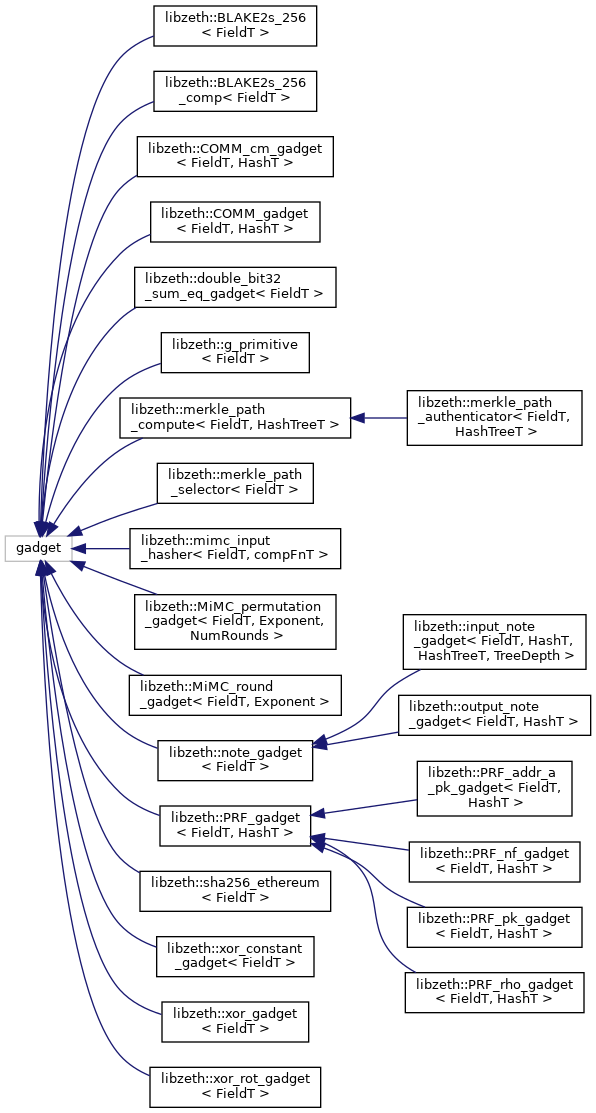 libzeth::BLAKE2s_256
< FieldT >
libzeth::BLAKE2s_256
_comp< FieldT >
libzeth::COMM_cm_gadget
< FieldT, HashT >
libzeth::COMM_gadget
< FieldT, HashT >
libzeth::double_bit32
_sum_eq_gadget< FieldT >
libzeth::g_primitive
< FieldT >
libzeth::merkle_path
_compute< FieldT, HashTreeT >
libzeth::merkle_path
_authenticator< FieldT,
HashTreeT >
libzeth::merkle_path
_selector< FieldT >
gadget
libzeth::mimc_input
_hasher< FieldT, compFnT >
libzeth::MiMC_permutation
_gadget< FieldT, Exponent,
NumRounds >
libzeth::input_note
_gadget< FieldT, HashT,
HashTreeT, TreeDepth >
libzeth::MiMC_round
_gadget< FieldT, Exponent >
libzeth::output_note
_gadget< FieldT, HashT >
libzeth::note_gadget
< FieldT >
libzeth::PRF_addr_a
_pk_gadget< FieldT,
HashT >
libzeth::PRF_gadget
< FieldT, HashT >
libzeth::PRF_nf_gadget
< FieldT, HashT >
libzeth::sha256_ethereum
< FieldT >
libzeth::PRF_pk_gadget
< FieldT, HashT >
libzeth::xor_constant
_gadget< FieldT >
libzeth::PRF_rho_gadget
< FieldT, HashT >
libzeth::xor_gadget
< FieldT >
libzeth::xor_rot_gadget
< FieldT >